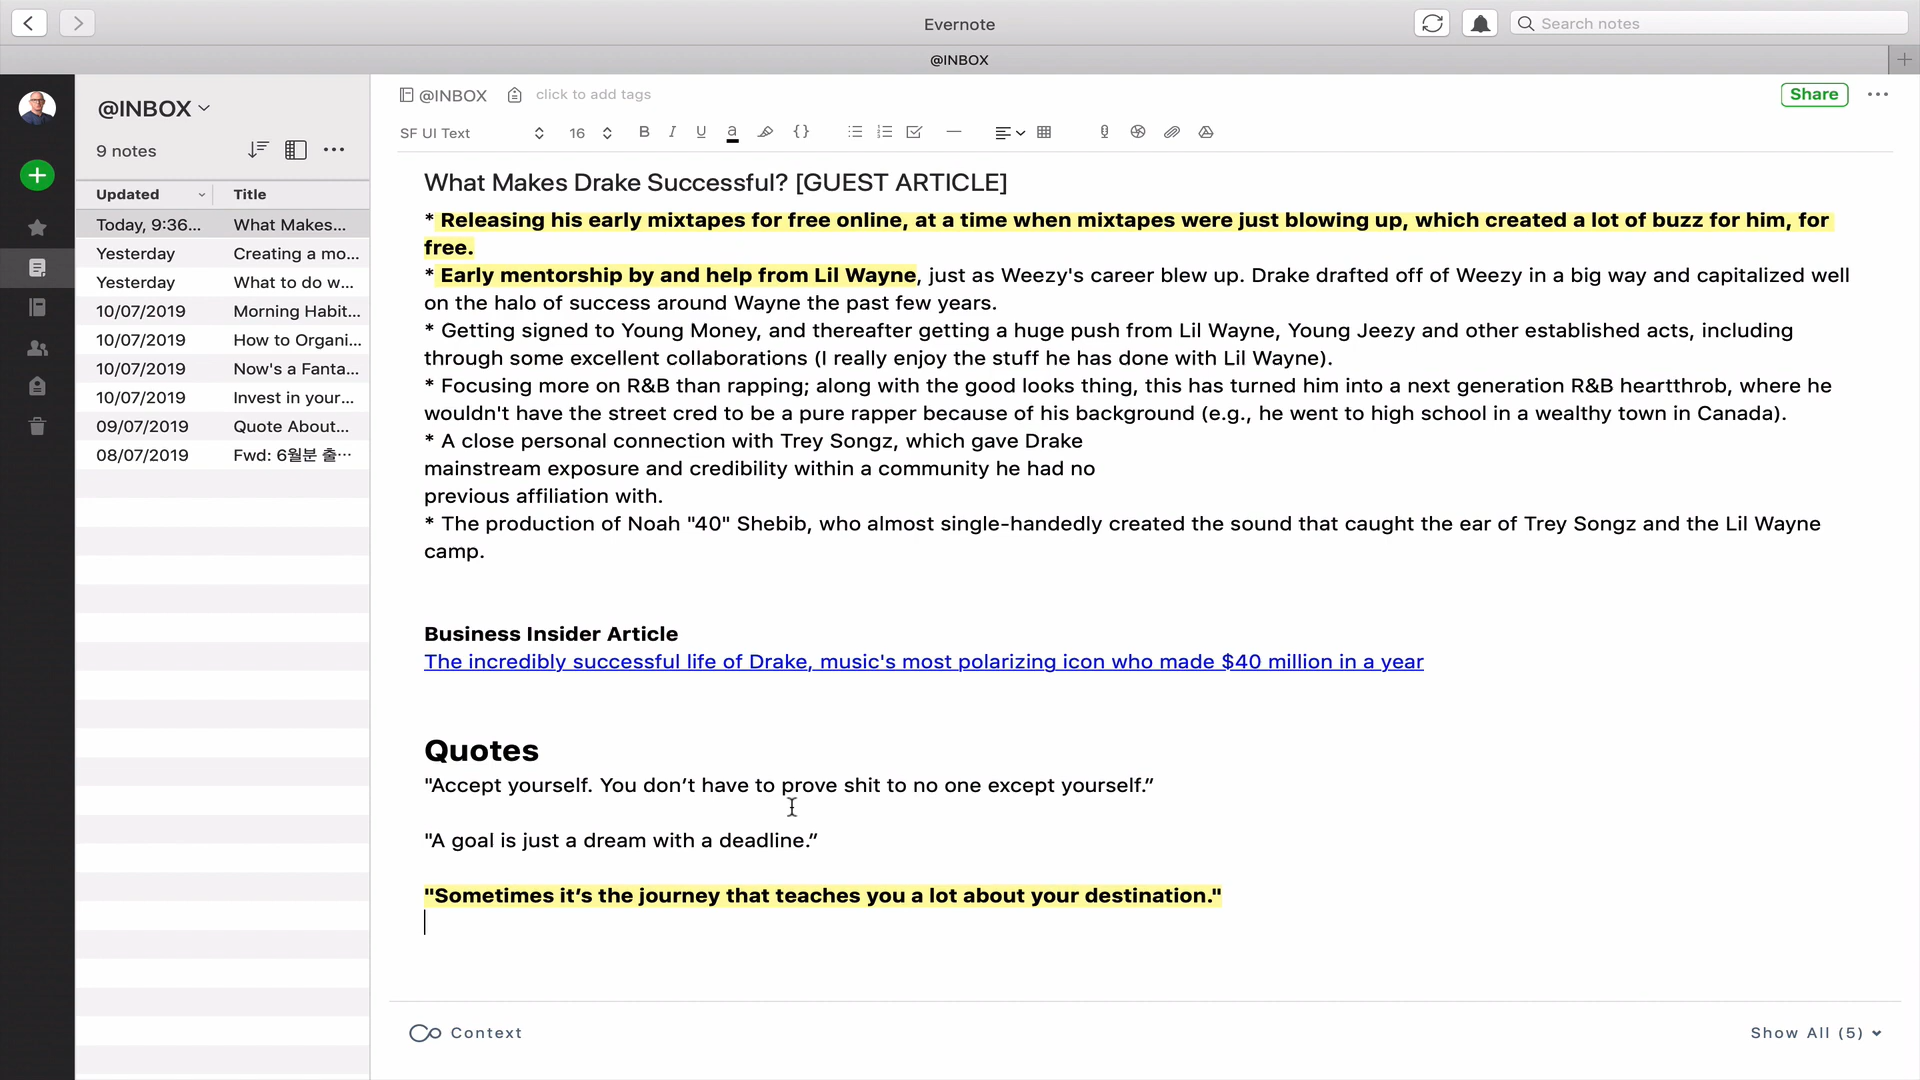 Evernote
Search notes
@INBOX
@INBOX
9 notes
Updated Title
Today, 9:36... What Makes...
Yesterday Creating a mo...
Yesterday What to do w...
10/07/2019 Morning Habit...
10/07/2019 How to Organi...
10/07/2019 Now's a Fanta...
10/07/2019 Invest in your...
09/07/2019 Quote About...
08/07/2019 Fwd: 6월분 출...
@INBOX click to add tags
Share
SF UI Text 16 B I U a {}
What Makes Drake Successful? [GUEST ARTICLE]
* Releasing his early mixtapes for free online, at a time when mixtapes were just blowing up, which created a lot of buzz for him, for
free.
* Early mentorship by and help from Lil Wayne, just as Weezy's career blew up. Drake drafted off of Weezy in a big way and capitalized well
on the halo of success around Wayne the past few years.
* Getting signed to Young Money, and thereafter getting a huge push from Lil Wayne, Young Jeezy and other established acts, including
through some excellent collaborations (I really enjoy the stuff he has done with Lil Wayne).
* Focusing more on R&B than rapping; along with the good looks thing, this has turned him into a next generation R&B heartthrob, where he
wouldn't have the street cred to be a pure rapper because of his background (e.g., he went to high school in a wealthy town in Canada).
* A close personal connection with Trey Songz, which gave Drake
mainstream exposure and credibility within a community he had no
previous affiliation with.
* The production of Noah "40" Shebib, who almost single-handedly created the sound that caught the ear of Trey Songz and the Lil Wayne
camp.
Business Insider Article
The incredibly successful life of Drake, music's most polarizing icon who made $40 million in a year
Quotes
"Accept yourself. You don’t have to prove shit to no one except yourself.”
"A goal is just a dream with a deadline.”
"Sometimes it’s the journey that teaches you a lot about your destination."
Context
Show All (5)